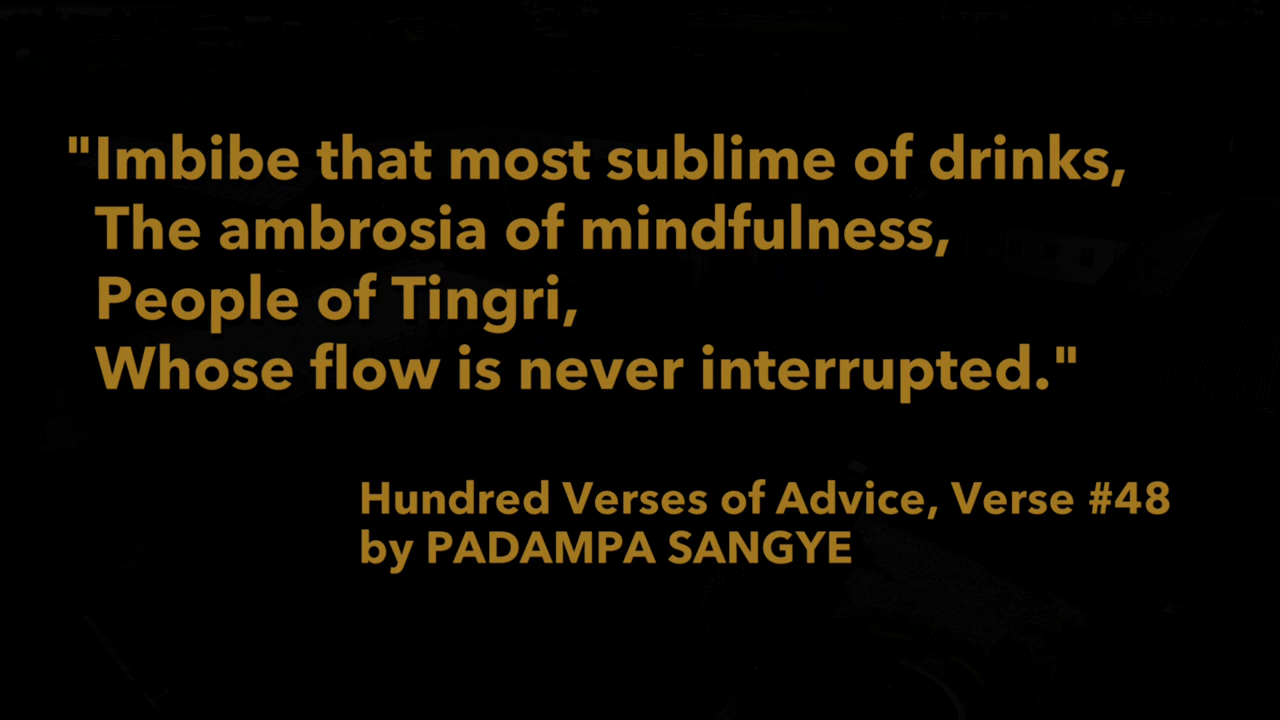 "Imbibe that most sublime of drinks,
The ambrosia of mindfulness,
People of Tingri,
Whose flow is never interrupted."
Hundred Verses of Advice, Verse #48
by PADAMPA SANGYE